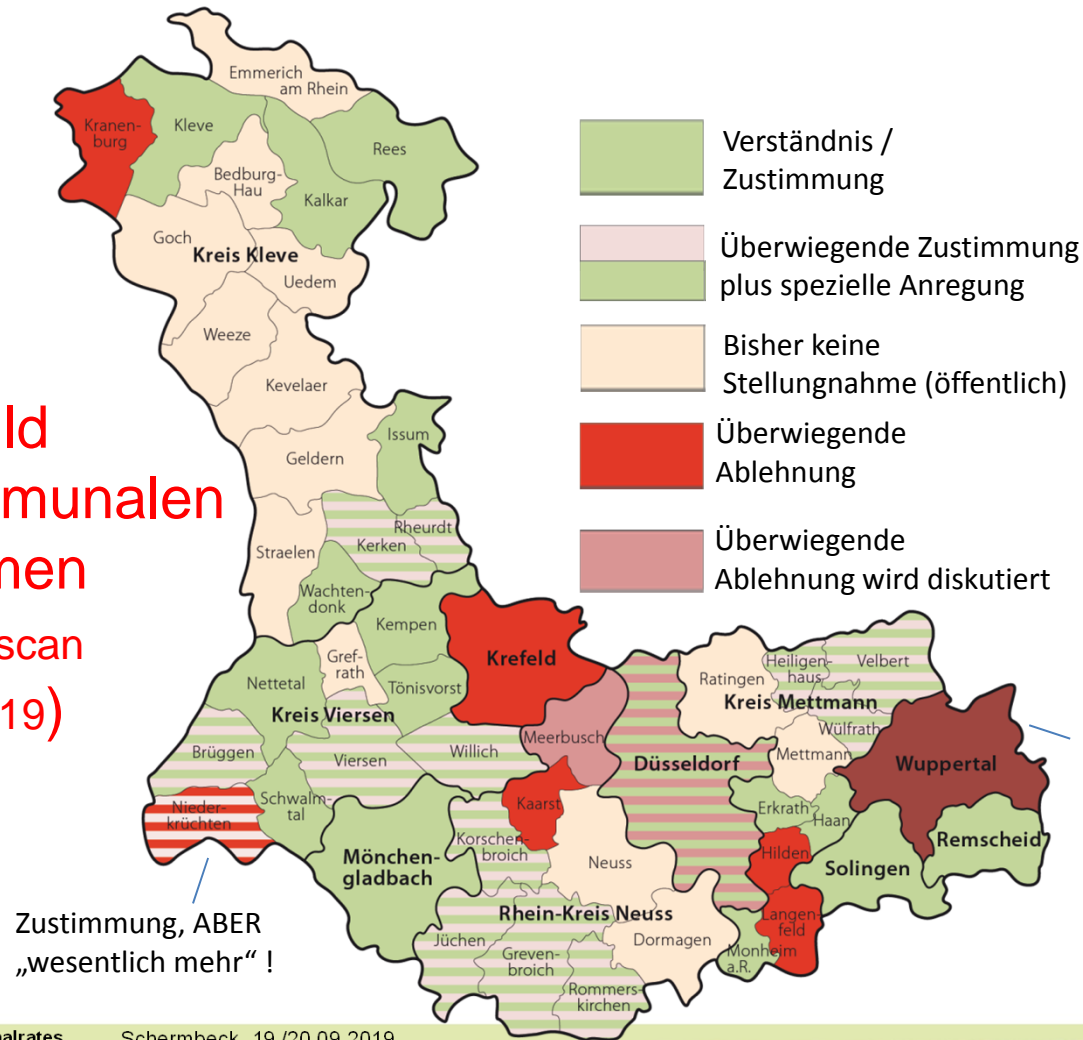 Emmerich
am Rhein
Kranen-
burg
Kleve
Rees
Bedburg-
Hau
Kalkar
Goch
Kreis Kleve
Uedem
Weeze
Kevelaer
Issum
Geldern
Rheurdt
Kerken
Straelen
Wachten-
donk
Kempen
Gref-
rath
Krefeld
Nettetal
Tönisvorst
Kreis Viersen
Meerbusch
Brüggen
Viersen
Willich
Nieder-
krüchten
Schwalm-
tal
Kaarst
Düsseldorf
Ratingen
Heiligen-
haus
Velbert
Kreis Mettmann
Wülfrath
Mettmann
Wuppertal
Erkrath
Haan
Mönchen-
gladbach
Korschen-
broich
Neuss
Hilden
Solingen
Remscheid
Rhein-Kreis Neuss
Langen-
feld
Jüchen
Greven-
broich
Dormagen
Monheim
a.R.
Rommers-
kirchen
Verständnis /
Zustimmung
Überwiegende Zustimmung
plus spezielle Anregung
Bisher keine
Stellungnahme (öffentlich)
Überwiegende
Ablehnung
Überwiegende
Ablehnung wird diskutiert
ld
munalen
men
scan
19)
Zustimmung, ABER
„wesentlich mehr“ !
nalrates
Schermbeck, 19./20.09.2019